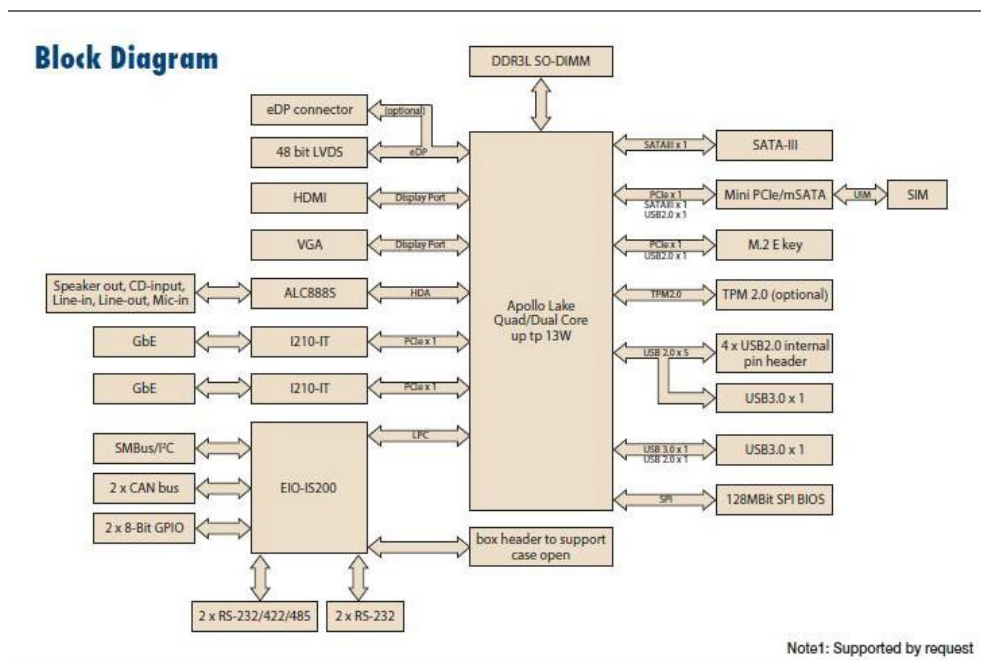 Block Diagram
DDR3L SO-DIMM
eDP connector
(optional)
48 bit LVDS
eDP
HDMI
Display Port
VGA
Display Port
Speaker out, CD-input,
Line-in, Line-out, Mic-in
ALC888S
HDA
GbE
I210-IT
PCIe x 1
GbE
I210-IT
PCIe x 1
SMBus/I²C
2 x CAN bus
2 x 8-Bit GPIO
EIO-IS200
LPC
2 x RS-232/422/485
2 x RS-232
box header to support
case open
Apollo Lake
Quad/Dual Core
up tp 13W
SATAIII x 1
SATA-III
PCIe x 1
SATAIII x 1
USB2.0 x 1
Mini PCIe/mSATA
UIM
SIM
PCIe x 1
USB2.0 x 1
M.2 E key
TPM2.0
TPM 2.0 (optional)
USB 2.0 x 5
4 x USB2.0 internal
pin header
USB3.0 x 1
USB 3.0 x 1
USB 2.0 x 1
USB3.0 x 1
SPI
128MBit SPI BIOS
Note1: Supported by request